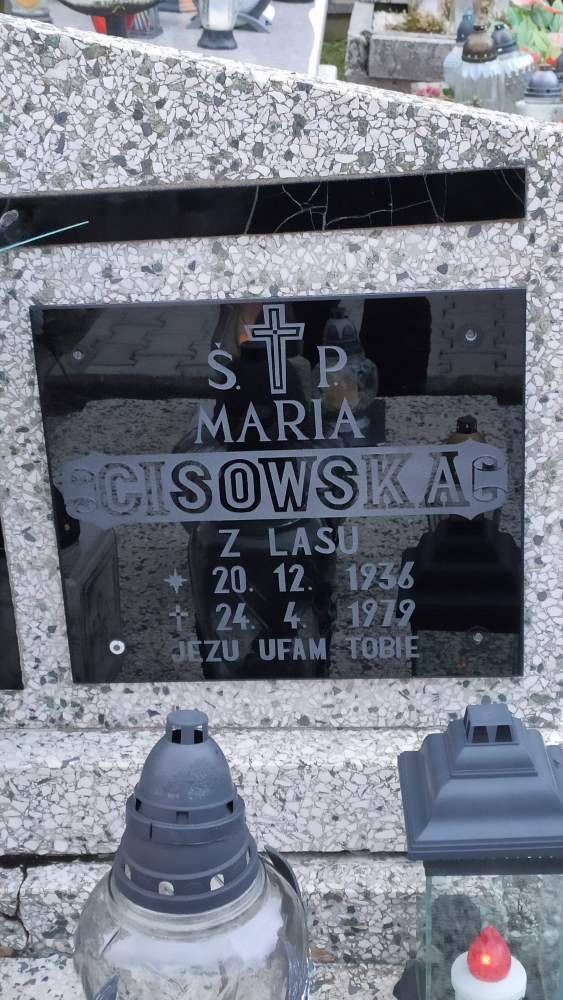 Ś. P.
MARIA
CISOWSKA
Z LASU
20. 12. 1936
24. 4. 1979
JEZU UFAM TOBIE